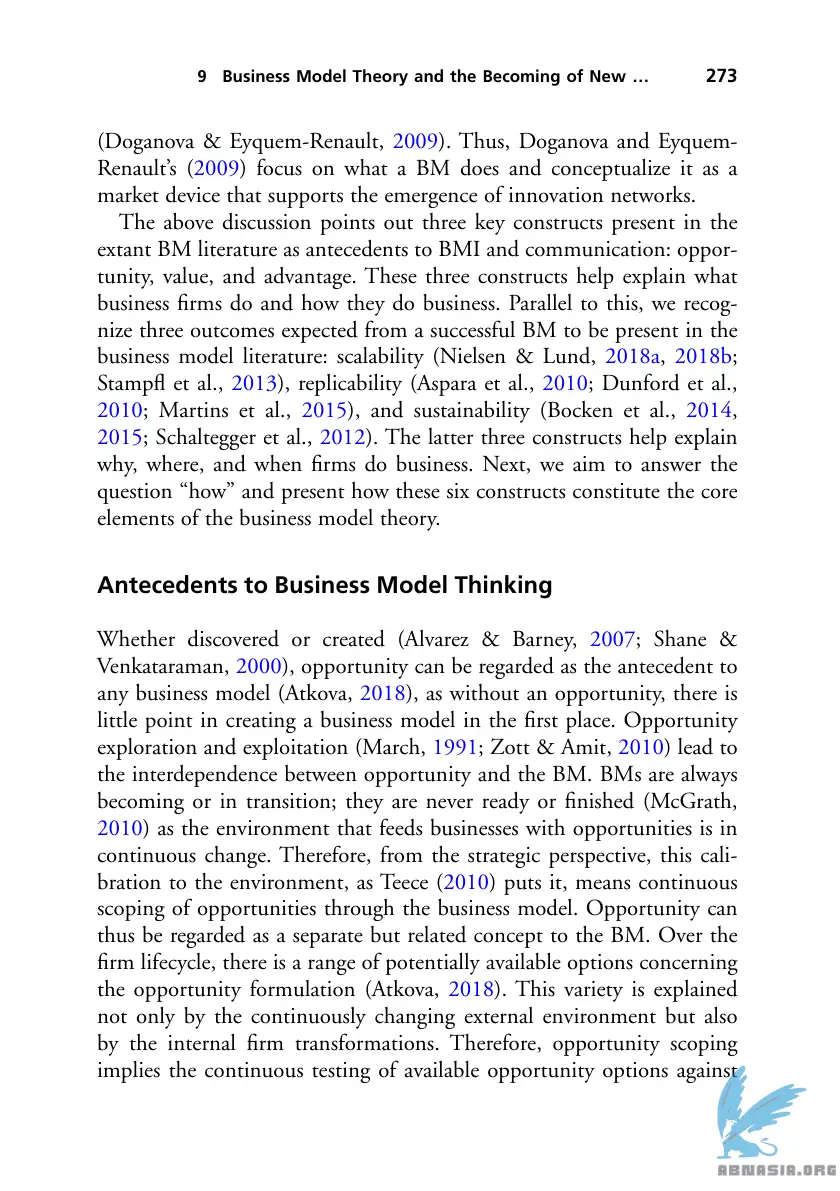 9 Business Model Theory and the Becoming of New … 273
(Doganova & Eyquem-Renault, 2009). Thus, Doganova and Eyquem-
Renault’s (2009) focus on what a BM does and conceptualize it as a
market device that supports the emergence of innovation networks.
The above discussion points out three key constructs present in the
extant BM literature as antecedents to BMI and communication: oppor-
tunity, value, and advantage. These three constructs help explain what
business firms do and how they do business. Parallel to this, we recog-
nize three outcomes expected from a successful BM to be present in the
business model literature: scalability (Nielsen & Lund, 2018a, 2018b;
Stampfl et al., 2013), replicability (Aspara et al., 2010; Dunford et al.,
2010; Martins et al., 2015), and sustainability (Bocken et al., 2014,
2015; Schaltegger et al., 2012). The latter three constructs help explain
why, where, and when firms do business. Next, we aim to answer the
question “how” and present how these six constructs constitute the core
elements of the business model theory.
Antecedents to Business Model Thinking
Whether discovered or created (Alvarez & Barney, 2007; Shane &
Venkataraman, 2000), opportunity can be regarded as the antecedent to
any business model (Atkova, 2018), as without an opportunity, there is
little point in creating a business model in the first place. Opportunity
exploration and exploitation (March, 1991; Zott & Amit, 2010) lead to
the interdependence between opportunity and the BM. BMs are always
becoming or in transition; they are never ready or finished (McGrath,
2010) as the environment that feeds businesses with opportunities is in
continuous change. Therefore, from the strategic perspective, this cali-
bration to the environment, as Teece (2010) puts it, means continuous
scoping of opportunities through the business model. Opportunity can
thus be regarded as a separate but related concept to the BM. Over the
firm lifecycle, there is a range of potentially available options concerning
the opportunity formulation (Atkova, 2018). This variety is explained
not only by the continuously changing external environment but also
by the internal firm transformations. Therefore, opportunity scoping
implies the continuous testing of available opportunity options against
ABNASIA.ORG